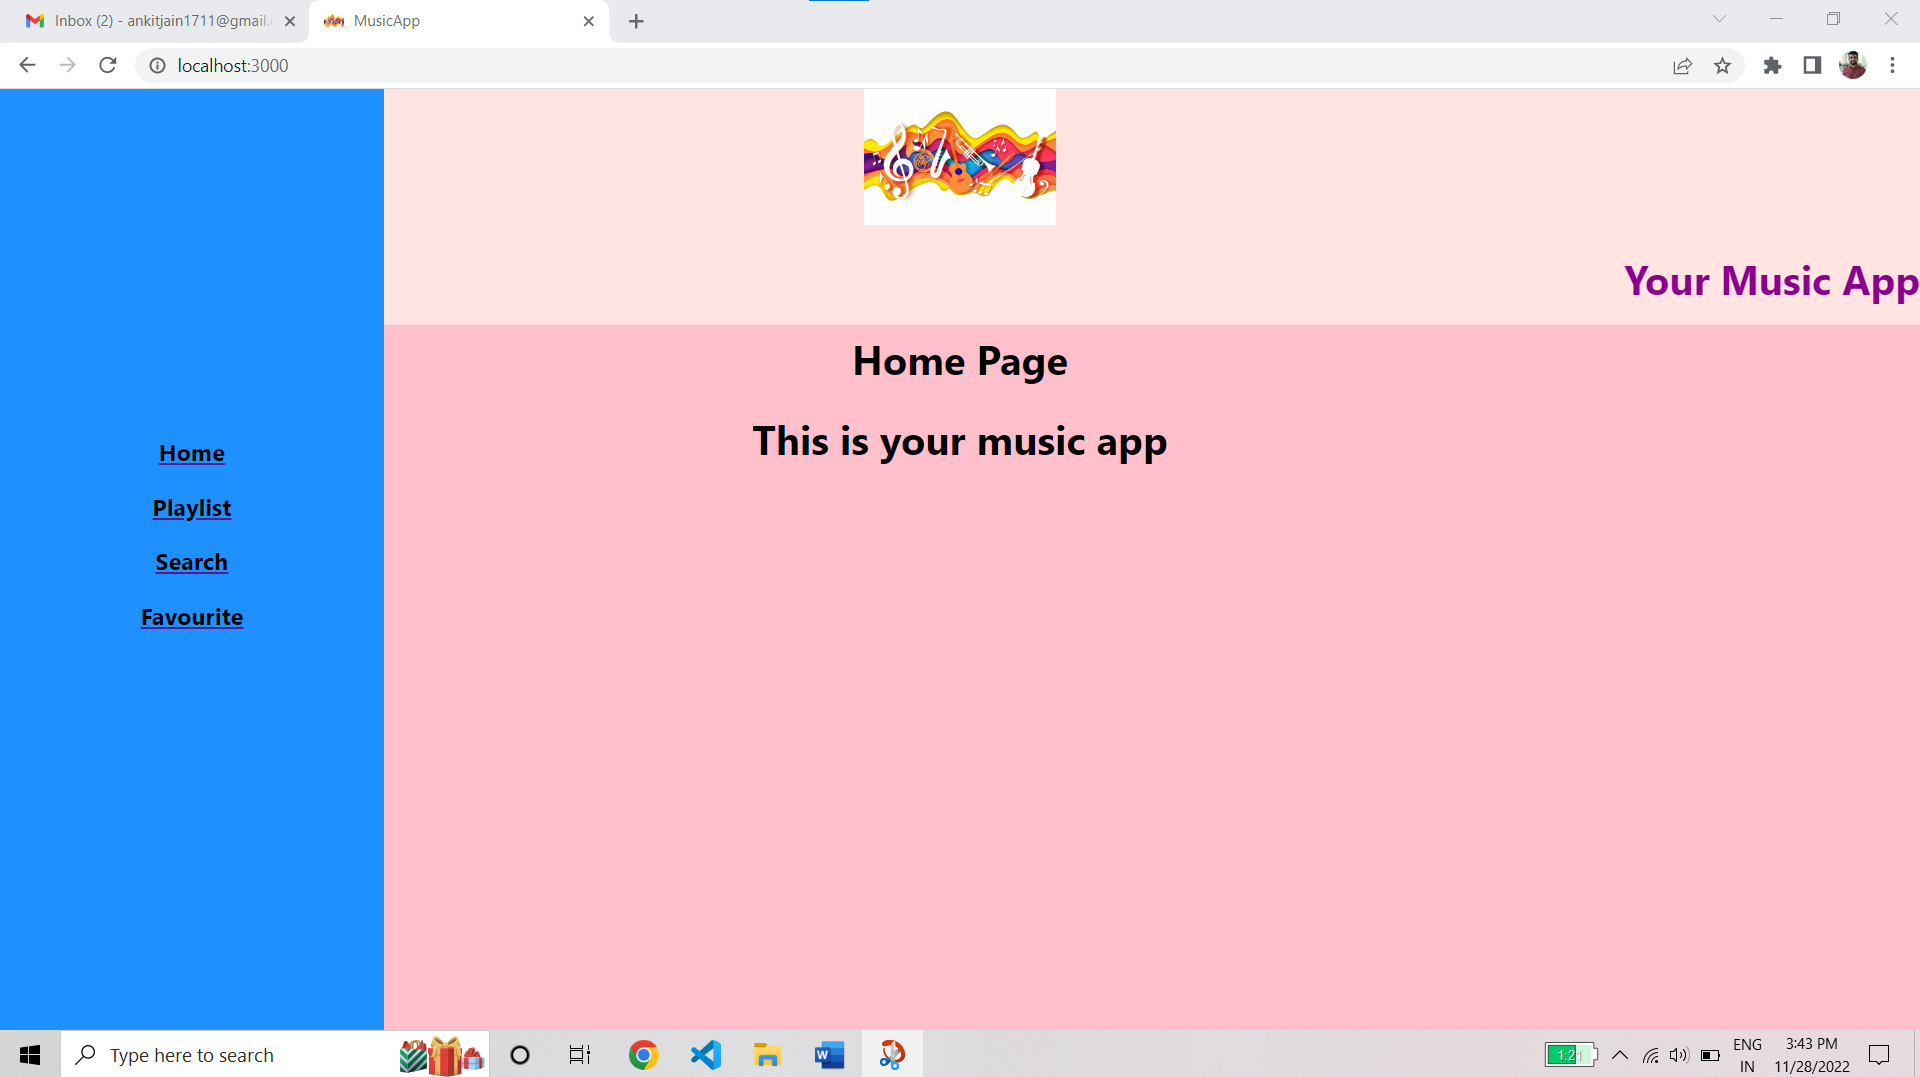 Inbox (2) - ankitjain1711@gmail.
MusicApp
localhost:3000
Your Music App
Home Page
This is your music app
Home
Playlist
Search
Favourite
Type here to search
ENG
IN
3:43 PM
11/28/2022